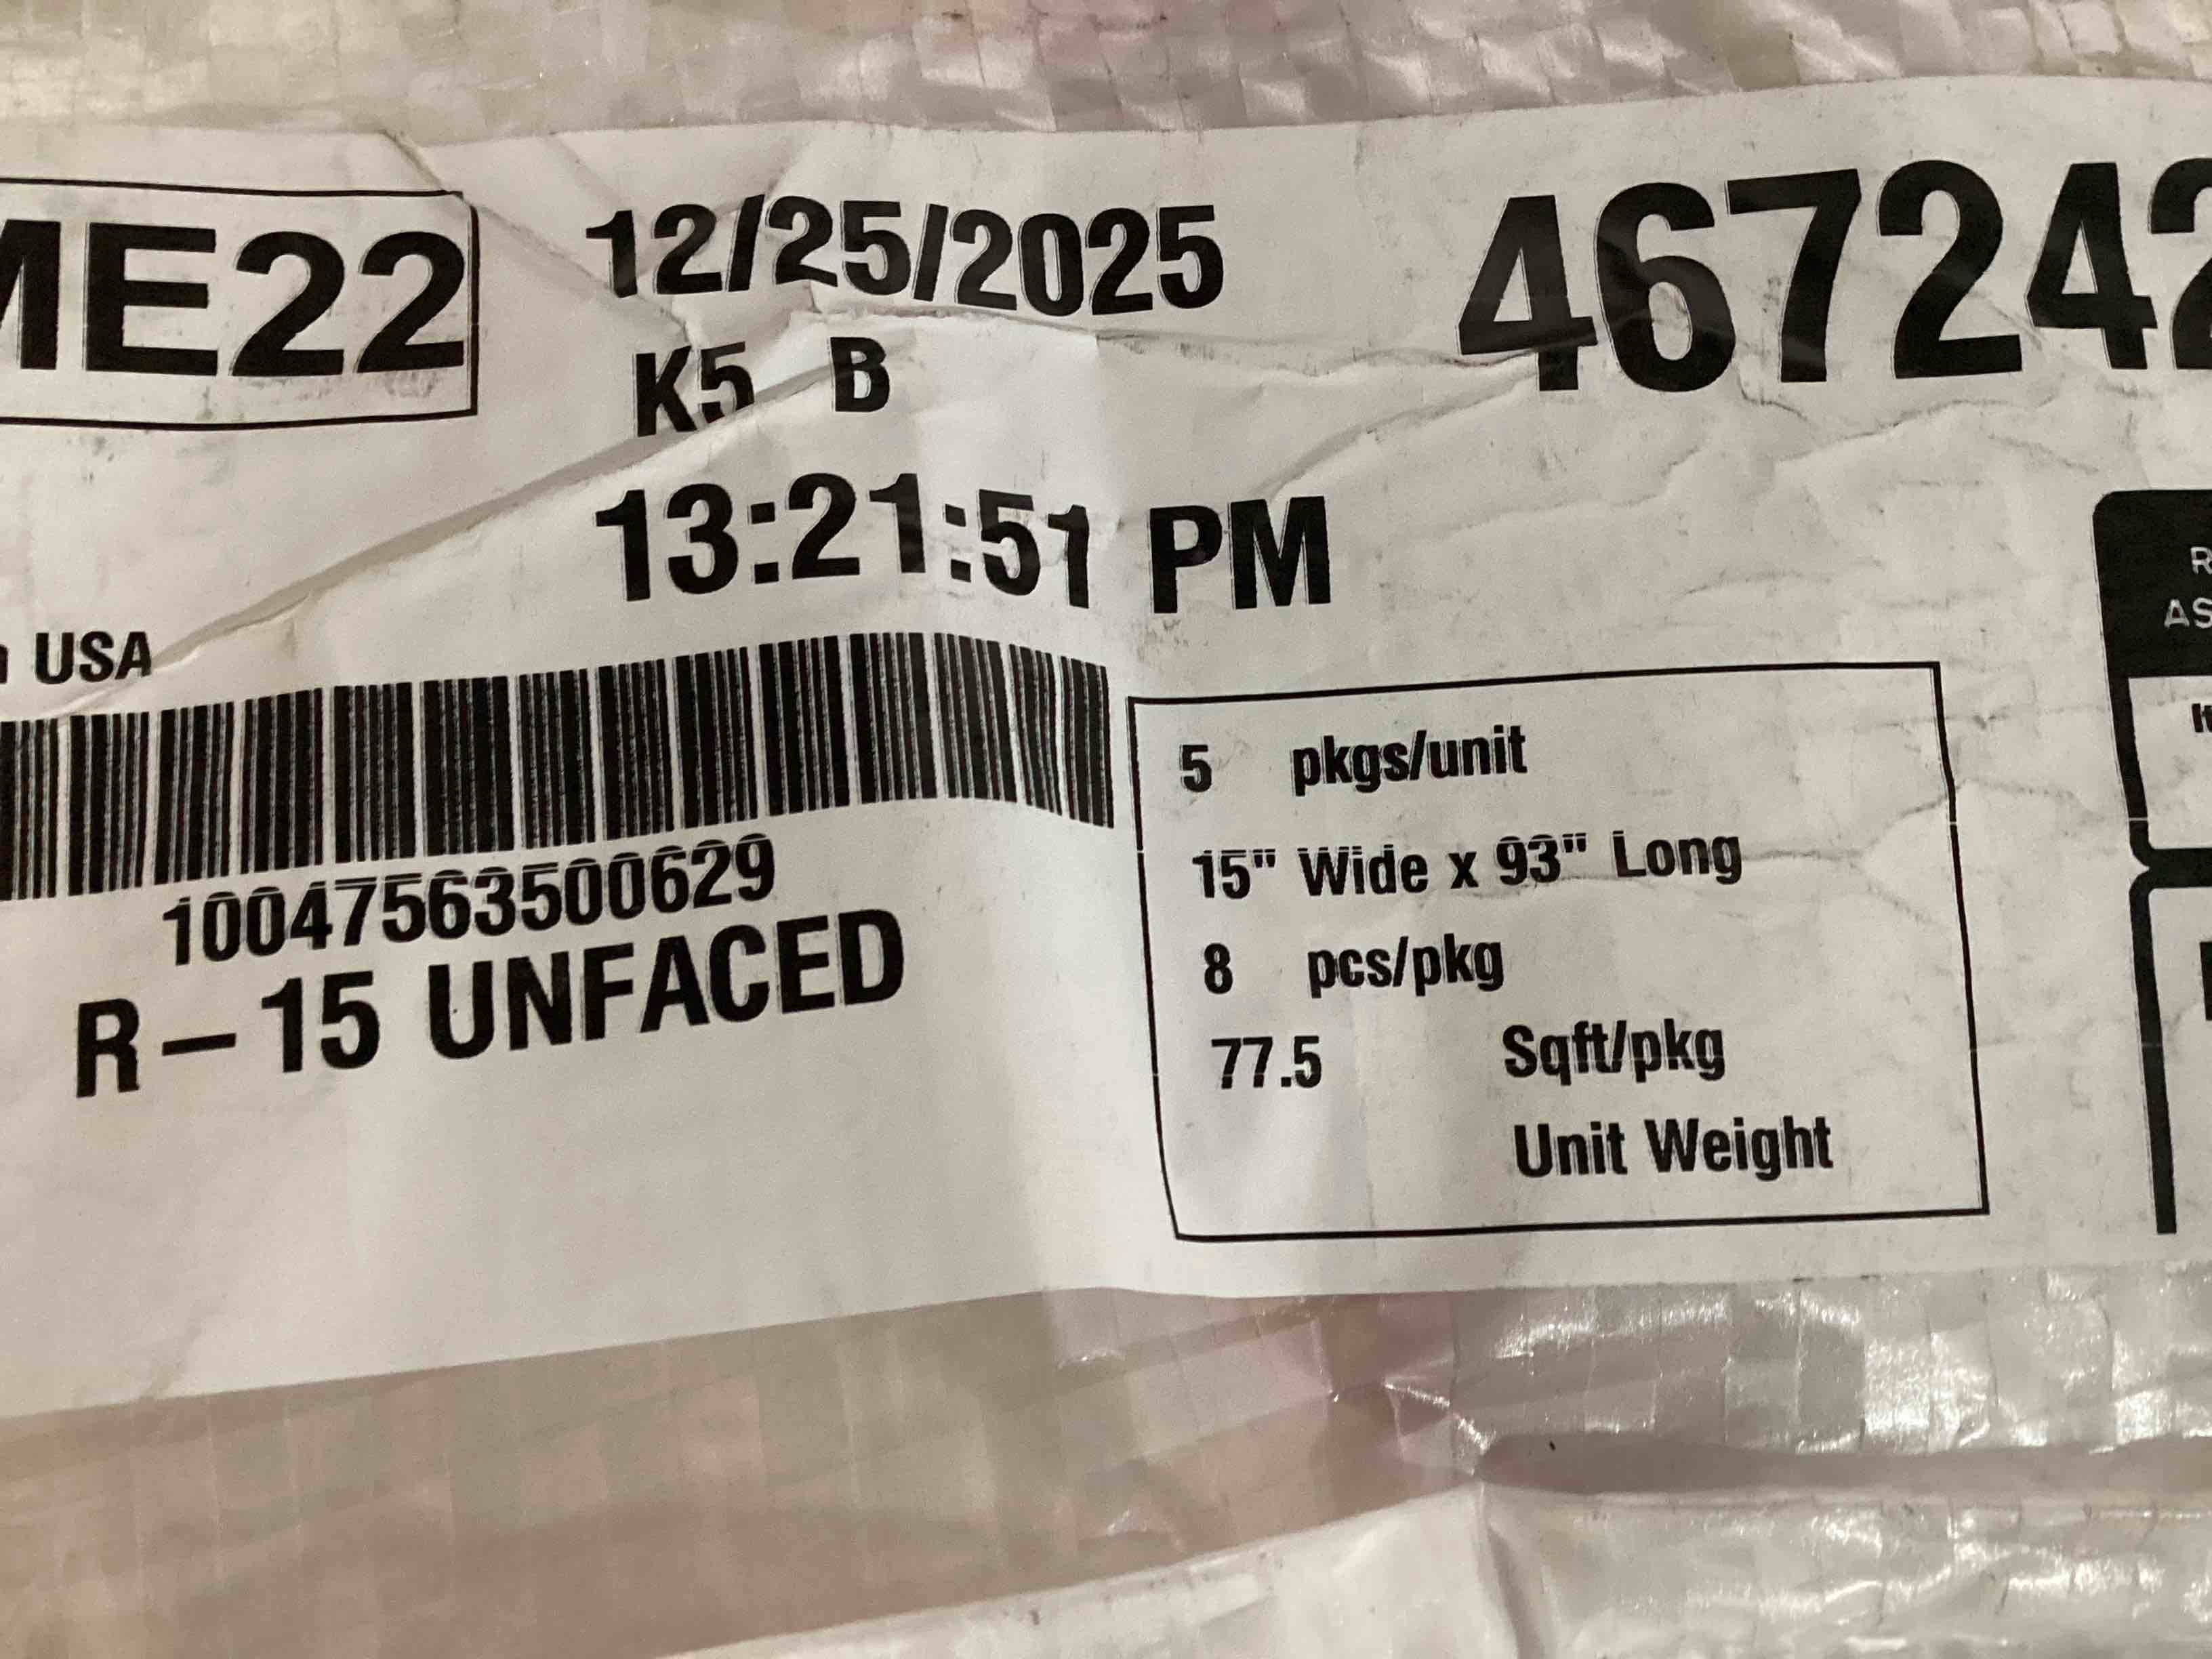 ME22
12/25/2025
467242
K5 B
13:21:51 PM
USA
10047563500629
R-15 UNFACED
5 pkgs/unit
15" Wide x 93" Long
8 pcs/pkg
77.5 Sqft/pkg
Unit Weight
R
AS